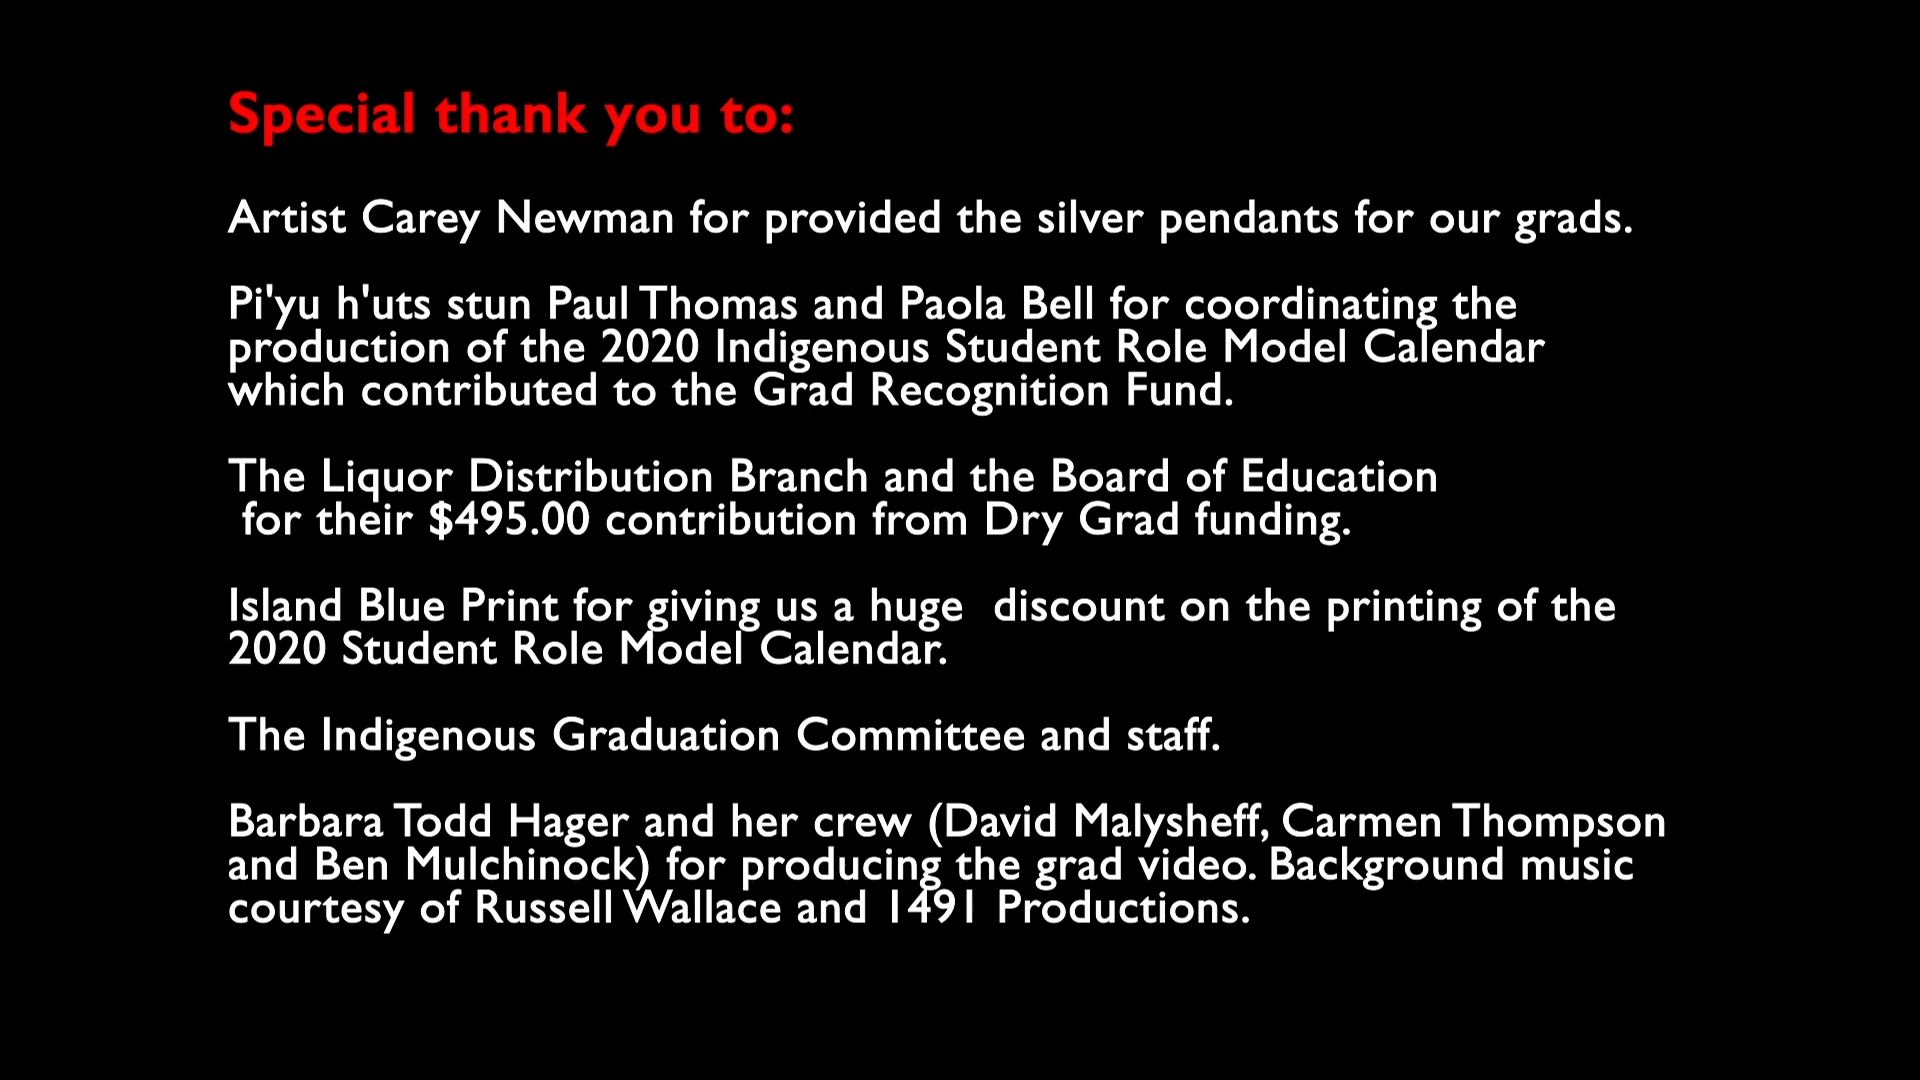 Special thank you to:
Artist Carey Newman for provided the silver pendants for our grads.
Pi'yu h'uts stun Paul Thomas and Paola Bell for coordinating the
production of the 2020 Indigenous Student Role Model Calendar
which contributed to the Grad Recognition Fund.
The Liquor Distribution Branch and the Board of Education
for their $495.00 contribution from Dry Grad funding.
Island Blue Print for giving us a huge  discount on the printing of the
2020 Student Role Model Calendar.
The Indigenous Graduation Committee and staff.
Barbara Todd Hager and her crew (David Malysheff, Carmen Thompson
and Ben Mulchinock) for producing the grad video. Background music
courtesy of Russell Wallace and 1491 Productions.